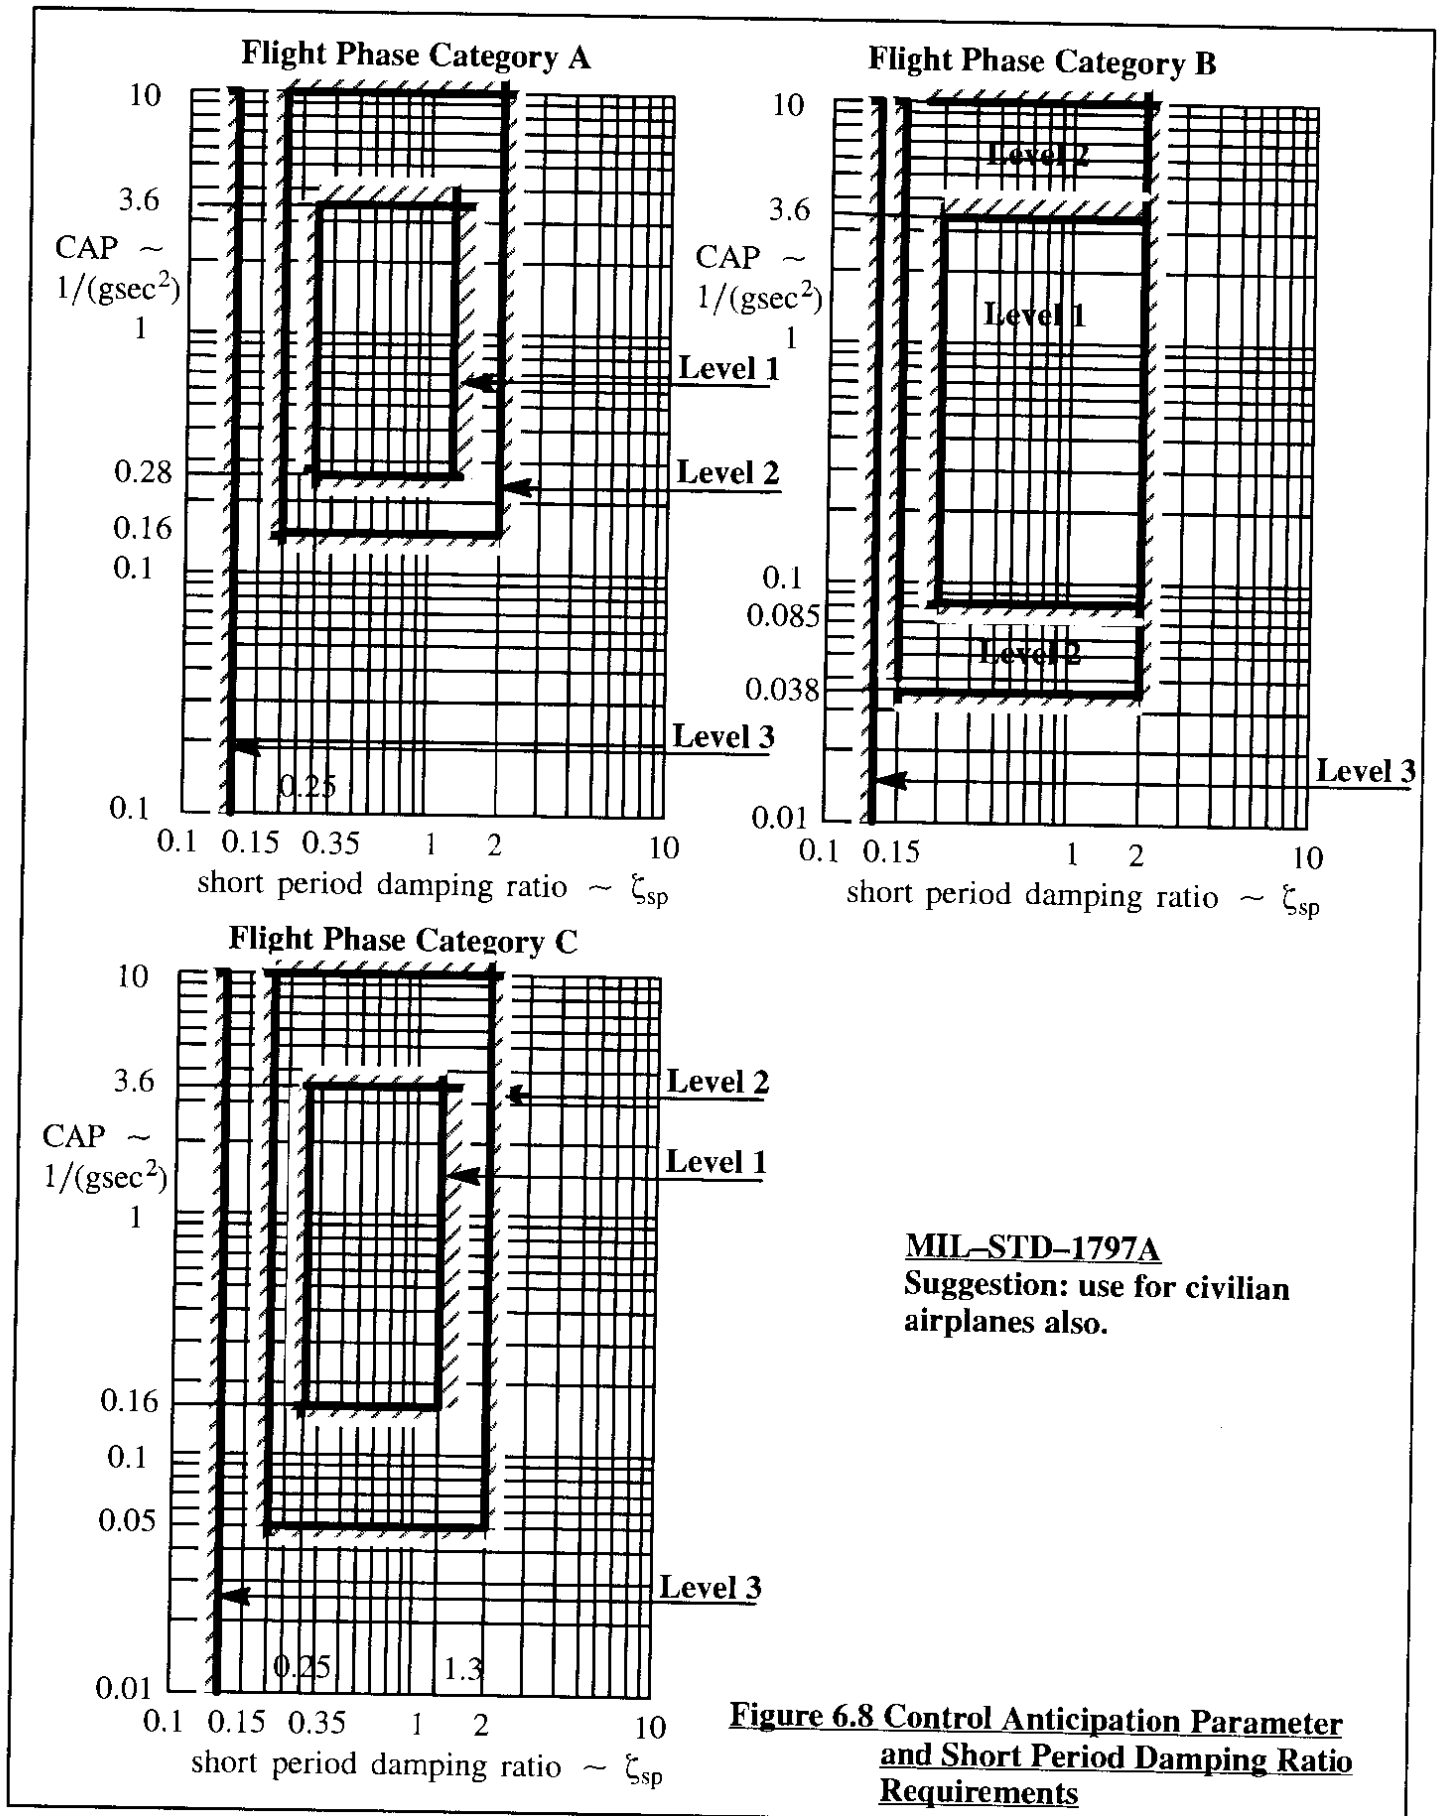 Flight Phase Category A
10
3.6
CAP ~
1/(gsec²)
1
0.28
0.16
0.1
0.1
Level 1
Level 2
Level 3
0.25
0.1 0.15 0.35 1 2 10
short period damping ratio ~ ζsp
Flight Phase Category B
10
Level 2
3.6
CAP ~
1/(gsec²)
Level 1
1
0.1
0.085
Level 2
0.038
Level 3
0.01
0.1 0.15 1 2 10
short period damping ratio ~ ζsp
Flight Phase Category C
10
3.6
Level 2
CAP ~
1/(gsec²)
Level 1
1
0.16
0.1
0.05
Level 3
0.25 1.3
0.01
0.1 0.15 0.35 1 2 10
short period damping ratio ~ ζsp
MIL–STD–1797A
Suggestion: use for civilian
airplanes also.
Figure 6.8 Control Anticipation Parameter
and Short Period Damping Ratio
Requirements